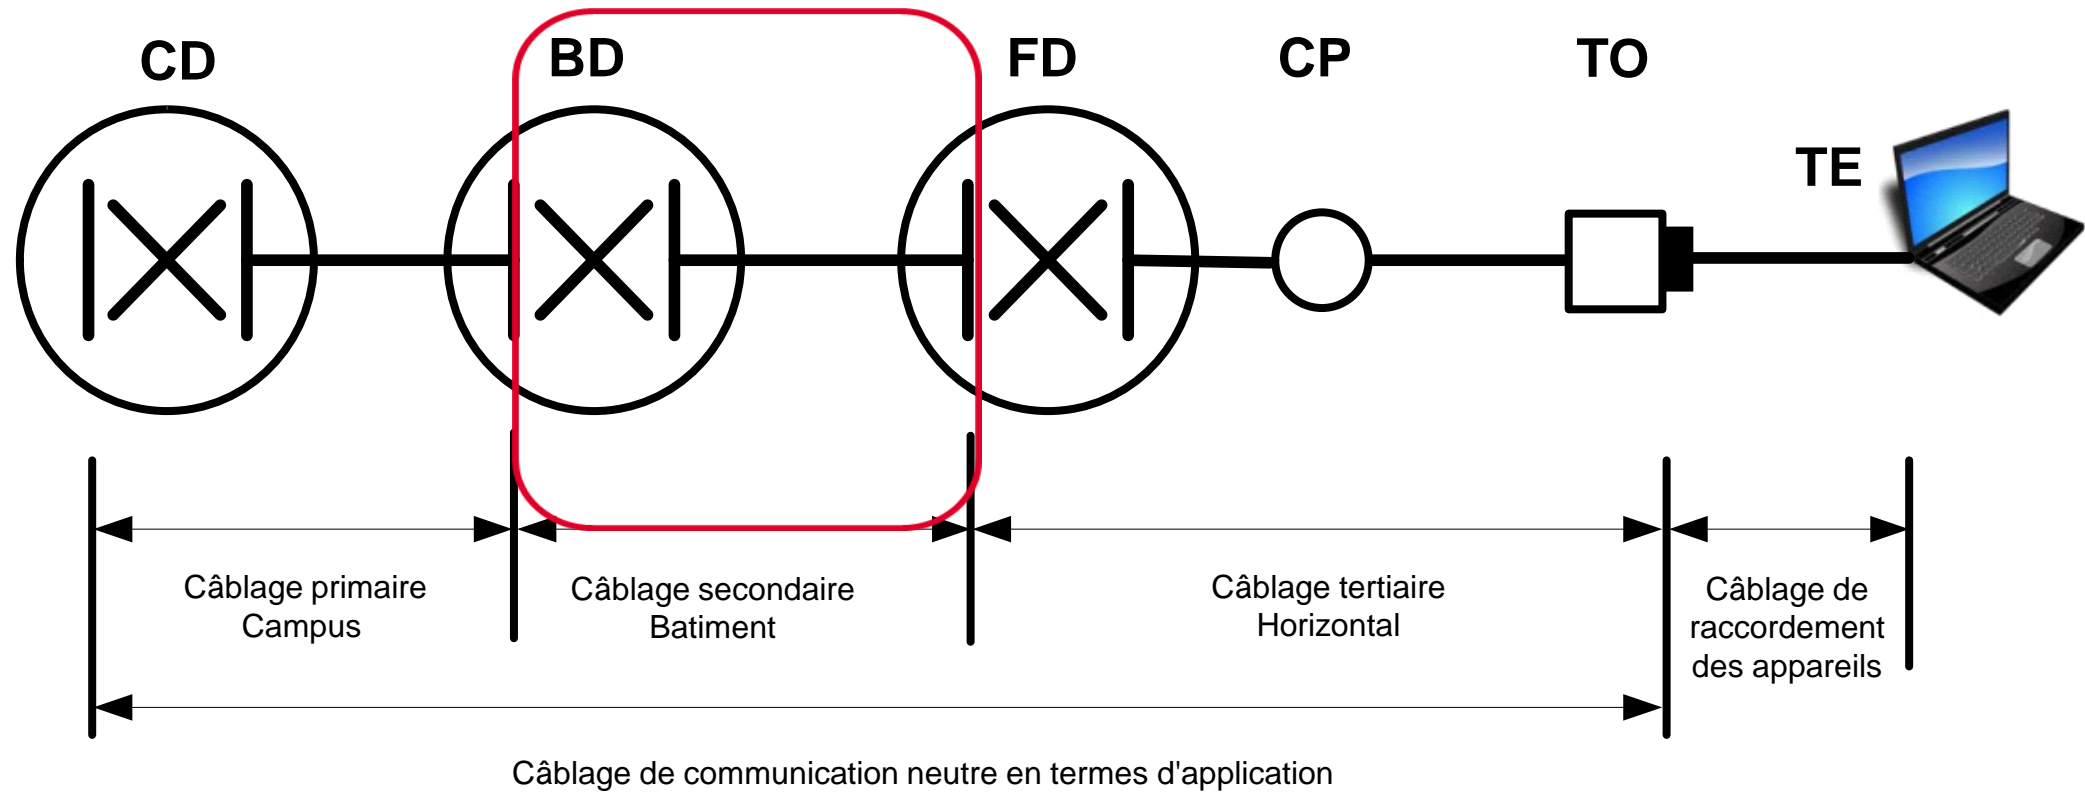 CD
BD
FD
CP
TO
TE
Câblage primaire
Campus
Câblage secondaire
Batiment
Câblage tertiaire
Horizontal
Câblage de
raccordement
des appareils
Câblage de communication neutre en termes d'application